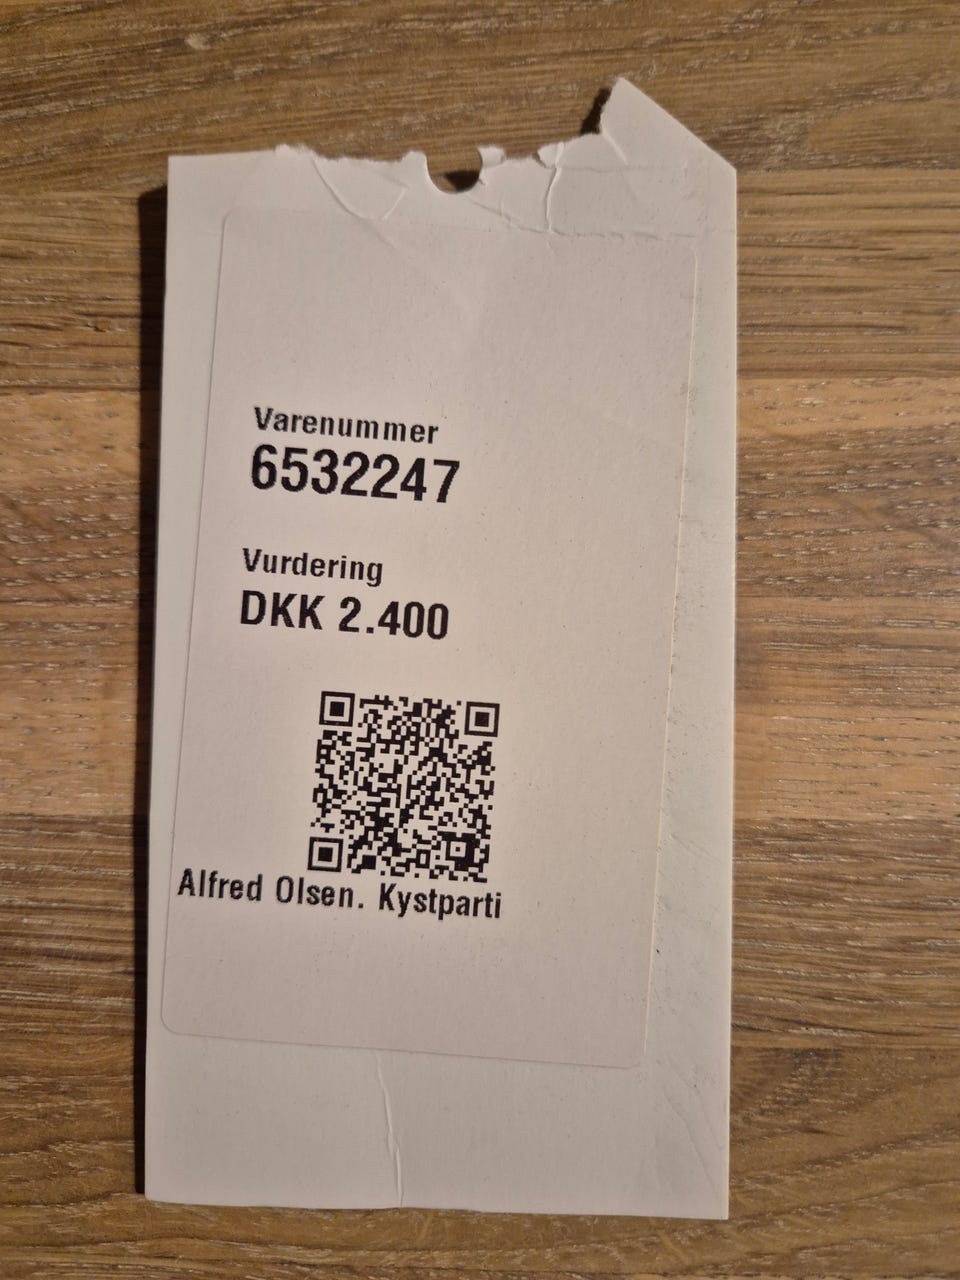 Varenummer
6532247
Vurdering
DKK 2.400
Alfred Olsen. Kystparti